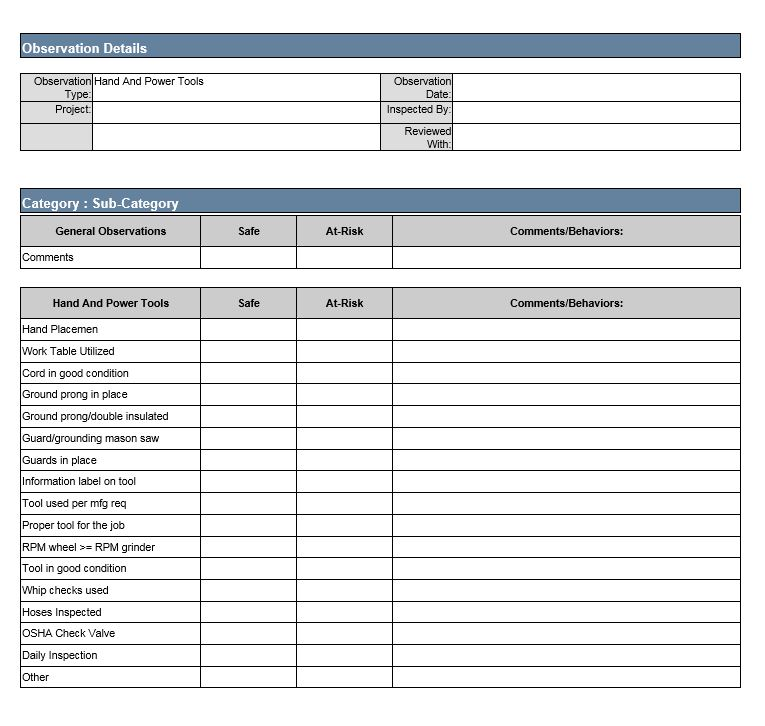 Observation Details
Observation Hand And Power Tools Observation
Type: Date:
Project: Inspected By:
Reviewed
With:
Category : Sub-Category
General Observations Safe At-Risk Comments/Behaviors:
Comments
Hand And Power Tools Safe At-Risk Comments/Behaviors:
Hand Placemen
Work Table Utilized
Cord in good condition
Ground prong in place
Ground prong/double insulated
Guard/grounding mason saw
Guards in place
Information label on tool
Tool used per mfg req
Proper tool for the job
RPM wheel >= RPM grinder
Tool in good condition
Whip checks used
Hoses Inspected
OSHA Check Valve
Daily Inspection
Other